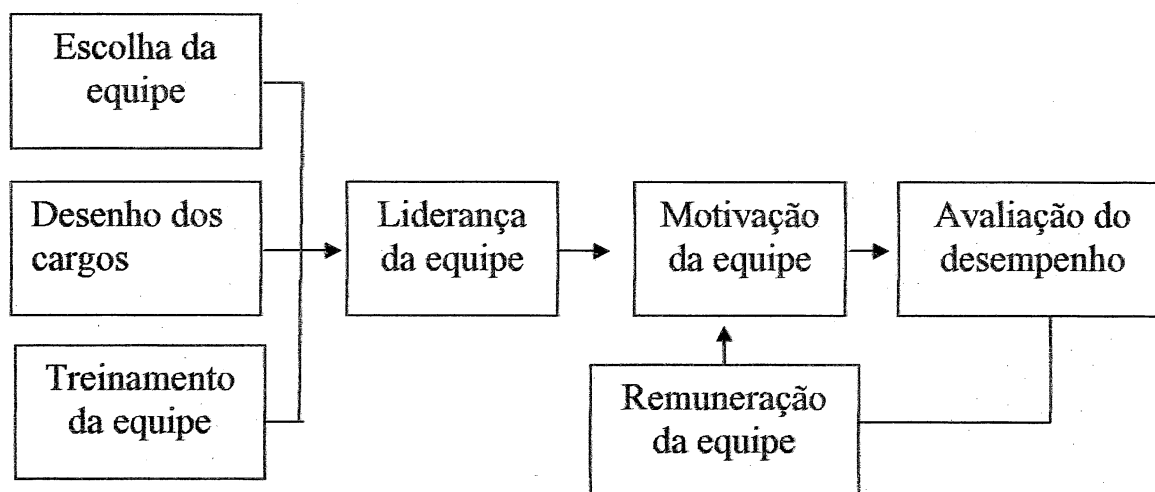 Escolha da
equipe
Desenho dos
cargos
Treinamento
da equipe
Liderança
da equipe
Motivação
da equipe
Avaliação do
desempenho
Remuneração
da equipe